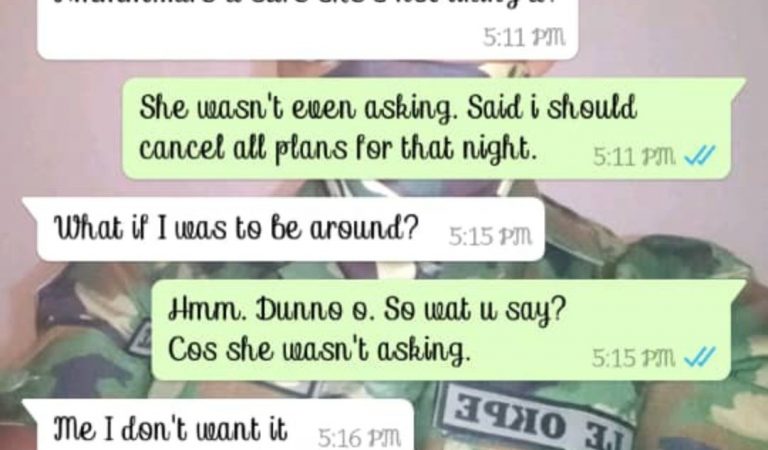 5:11 PM
She wasn't even asking. Said i should
cancel all plans for that night. 5:11 PM
What if I was to be around? 5:15 PM
Hmm. Dunno o. So wat u say?
Cos she wasn't asking. 5:15 PM
Me I don't want it 5:16 PM
LE OKPE